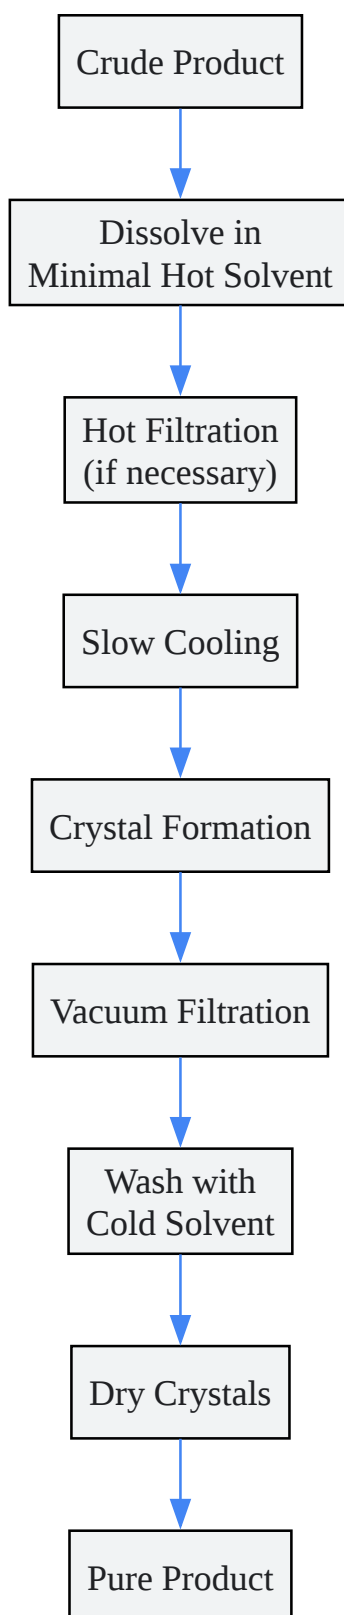 Crude Product
Dissolve in
Minimal Hot Solvent
Hot Filtration
(if necessary)
Slow Cooling
Crystal Formation
Vacuum Filtration
Wash with
Cold Solvent
Dry Crystals
Pure Product